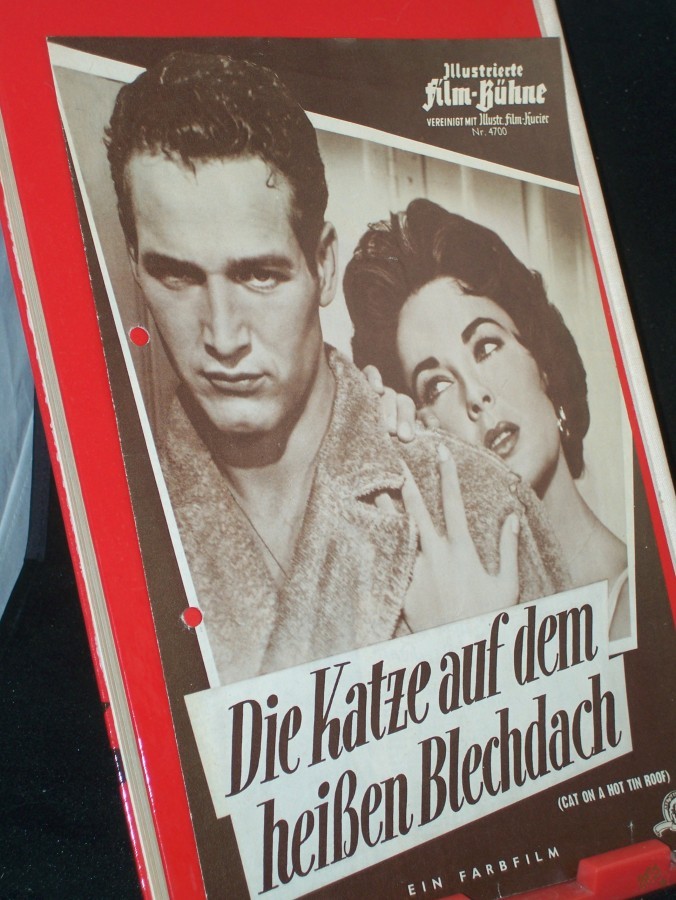 Illustrierte
Film-Bühne
VEREINIGT MIT Illustr. Film-Kurier
Nr. 4700
Die Katze auf dem
heißen Blechdach
(CAT ON A HOT TIN ROOF)
EIN FARBFILM